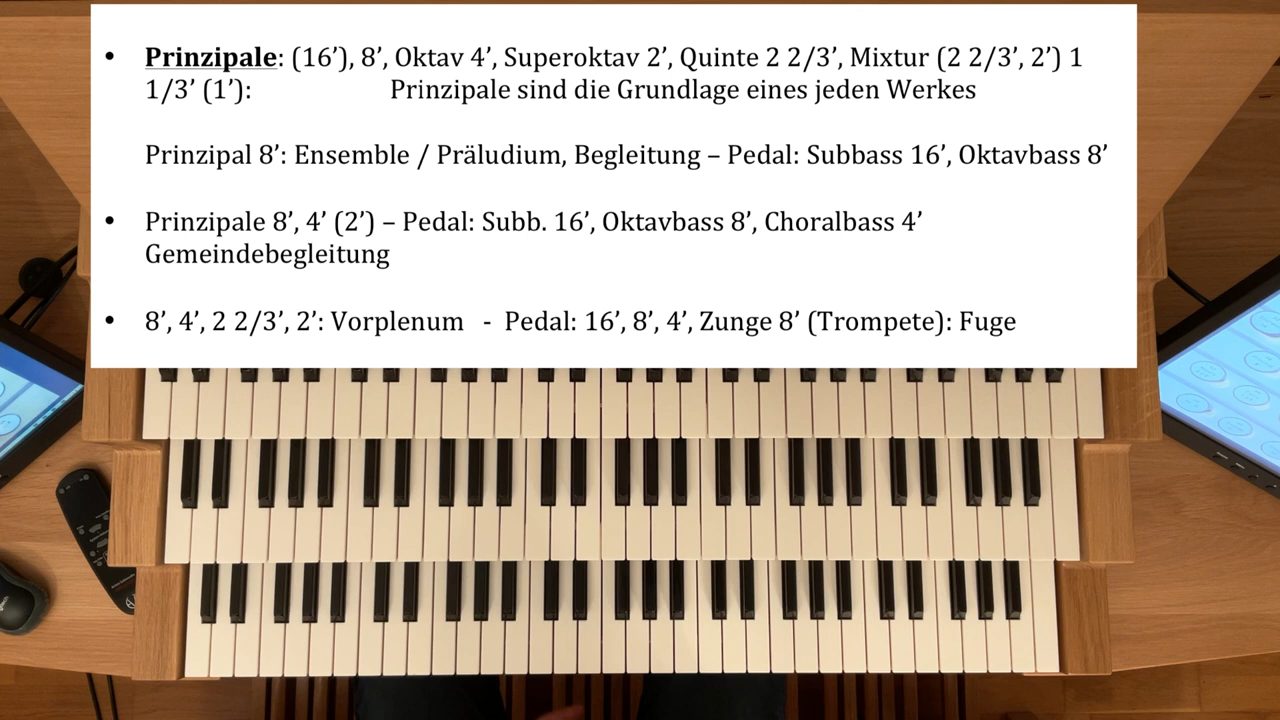 • Prinzipale: (16’), 8’, Oktav 4’, Superoktav 2’, Quinte 2 2/3’, Mixtur (2 2/3’, 2’) 1
1/3’ (1’): Prinzipale sind die Grundlage eines jeden Werkes
Prinzipal 8’: Ensemble / Präludium, Begleitung – Pedal: Subbass 16’, Oktavbass 8’
• Prinzipale 8’, 4’ (2’) – Pedal: Subb. 16’, Oktavbass 8’, Choralbass 4’
Gemeindebegleitung
• 8’, 4’, 2 2/3’, 2’: Vorplenum - Pedal: 16’, 8’, 4’, Zunge 8’ (Trompete): Fuge